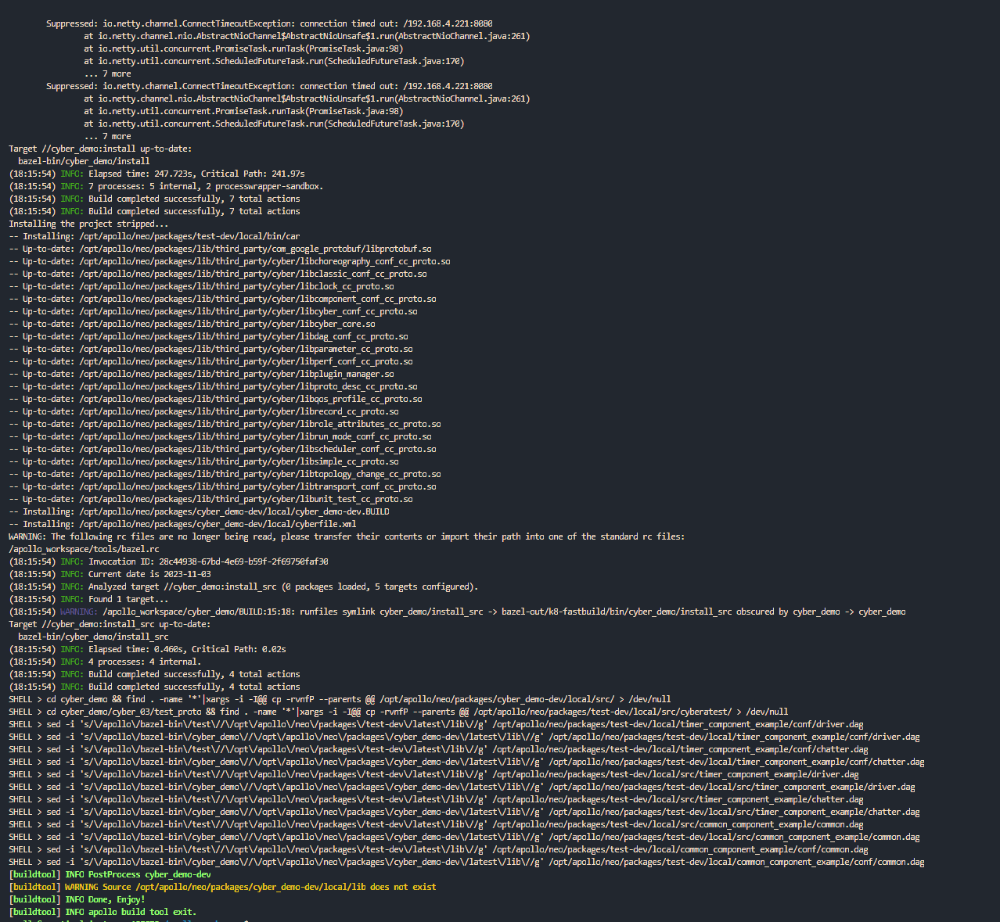 Suppressed: io.netty.channel.ConnectTimeoutException: connection timed out: /192.168.4.221:8080
at io.netty.channel.nio.AbstractNioChannel$AbstractNioUnsafe$1.run(AbstractNioChannel.java:261)
at io.netty.util.concurrent.PromiseTask.runTask(PromiseTask.java:98)
at io.netty.util.concurrent.ScheduledFutureTask.run(ScheduledFutureTask.java:170)
... 7 more
Suppressed: io.netty.channel.ConnectTimeoutException: connection timed out: /192.168.4.221:8080
at io.netty.channel.nio.AbstractNioChannel$AbstractNioUnsafe$1.run(AbstractNioChannel.java:261)
at io.netty.util.concurrent.PromiseTask.runTask(PromiseTask.java:98)
at io.netty.util.concurrent.ScheduledFutureTask.run(ScheduledFutureTask.java:170)
... 7 more
Target //cyber_demo:install up-to-date:
bazel-bin/cyber_demo/install
(18:15:54) INFO: Elapsed time: 247.723s, Critical Path: 241.97s
(18:15:54) INFO: 7 processes: 5 internal, 2 processwrapper-sandbox.
(18:15:54) INFO: Build completed successfully, 7 total actions
(18:15:54) INFO: Build completed successfully, 7 total actions
Installing the project stripped...
-- Installing: /opt/apollo/neo/packages/test-dev/local/bin/car
-- Up-to-date: /opt/apollo/neo/packages/lib/third_party/com_google_protobuf/libprotobuf.so
-- Up-to-date: /opt/apollo/neo/packages/lib/third_party/cyber/libchoreography_conf_cc_proto.so
-- Up-to-date: /opt/apollo/neo/packages/lib/third_party/cyber/libclassic_conf_cc_proto.so
-- Up-to-date: /opt/apollo/neo/packages/lib/third_party/cyber/libclock_cc_proto.so
-- Up-to-date: /opt/apollo/neo/packages/lib/third_party/cyber/libcomponent_conf_cc_proto.so
-- Up-to-date: /opt/apollo/neo/packages/lib/third_party/cyber/libcyber_conf_cc_proto.so
-- Up-to-date: /opt/apollo/neo/packages/lib/third_party/cyber/libcyber_core.so
-- Up-to-date: /opt/apollo/neo/packages/lib/third_party/cyber/libdag_conf_cc_proto.so
-- Up-to-date: /opt/apollo/neo/packages/lib/third_party/cyber/libparameter_cc_proto.so
-- Up-to-date: /opt/apollo/neo/packages/lib/third_party/cyber/libperf_conf_cc_proto.so
-- Up-to-date: /opt/apollo/neo/packages/lib/third_party/cyber/libplugin_manager.so
-- Up-to-date: /opt/apollo/neo/packages/lib/third_party/cyber/libproto_desc_cc_proto.so
-- Up-to-date: /opt/apollo/neo/packages/lib/third_party/cyber/libqos_profile_cc_proto.so
-- Up-to-date: /opt/apollo/neo/packages/lib/third_party/cyber/librecord_cc_proto.so
-- Up-to-date: /opt/apollo/neo/packages/lib/third_party/cyber/librole_attributes_cc_proto.so
-- Up-to-date: /opt/apollo/neo/packages/lib/third_party/cyber/librun_mode_conf_cc_proto.so
-- Up-to-date: /opt/apollo/neo/packages/lib/third_party/cyber/libscheduler_conf_cc_proto.so
-- Up-to-date: /opt/apollo/neo/packages/lib/third_party/cyber/libsimple_cc_proto.so
-- Up-to-date: /opt/apollo/neo/packages/lib/third_party/cyber/libtopology_change_cc_proto.so
-- Up-to-date: /opt/apollo/neo/packages/lib/third_party/cyber/libtransport_conf_cc_proto.so
-- Up-to-date: /opt/apollo/neo/packages/lib/third_party/cyber/libunit_test_cc_proto.so
-- Installing: /opt/apollo/neo/packages/cyber_demo-dev/local/cyber_demo-dev.BUILD
-- Installing: /opt/apollo/neo/packages/cyber_demo-dev/local/cyberfile.xml
WARNING: The following rc files are no longer being read, please transfer their contents or import their path into one of the standard rc files:
/apollo_workspace/tools/bazel.rc
(18:15:54) INFO: Invocation ID: 28c44938-67bd-4e69-b59f-2f69750faf30
(18:15:54) INFO: Current date is 2023-11-03
(18:15:54) INFO: Analyzed target //cyber_demo:install_src (0 packages loaded, 5 targets configured).
(18:15:54) INFO: Found 1 target...
(18:15:54) WARNING: /apollo_workspace/cyber_demo/BUILD:15:18: runfiles symlink cyber_demo/install_src -> bazel-out/k8-fastbuild/bin/cyber_demo/install_src obscured by cyber_demo -> cyber_demo
Target //cyber_demo:install_src up-to-date:
bazel-bin/cyber_demo/install_src
(18:15:54) INFO: Elapsed time: 0.460s, Critical Path: 0.02s
(18:15:54) INFO: 4 processes: 4 internal.
(18:15:54) INFO: Build completed successfully, 4 total actions
(18:15:54) INFO: Build completed successfully, 4 total actions
SHELL > cd cyber_demo && find . -name '*'|xargs -i -I@@ cp -rvnfP --parents @@ /opt/apollo/neo/packages/cyber_demo-dev/local/src/ > /dev/null
SHELL > cd cyber_demo/cyber_03/test_proto && find . -name '*'|xargs -i -I@@ cp -rvnfP --parents @@ /opt/apollo/neo/packages/test-dev/local/src/cyberatest/ > /dev/null
SHELL > sed -i 's/\/apollo\/bazel-bin\/test\//\/opt\/apollo\/neo\/packages\/test-dev\/latest\/lib\//g' /opt/apollo/neo/packages/test-dev/local/timer_component_example/conf/driver.dag
SHELL > sed -i 's/\/apollo\/bazel-bin\/cyber_demo\//\/opt\/apollo\/neo\/packages\/cyber_demo-dev\/latest\/lib\//g' /opt/apollo/neo/packages/test-dev/local/timer_component_example/conf/driver.dag
SHELL > sed -i 's/\/apollo\/bazel-bin\/test\//\/opt\/apollo\/neo\/packages\/test-dev\/latest\/lib\//g' /opt/apollo/neo/packages/test-dev/local/timer_component_example/conf/chatter.dag
SHELL > sed -i 's/\/apollo\/bazel-bin\/cyber_demo\//\/opt\/apollo\/neo\/packages\/cyber_demo-dev\/latest\/lib\//g' /opt/apollo/neo/packages/test-dev/local/timer_component_example/conf/chatter.dag
SHELL > sed -i 's/\/apollo\/bazel-bin\/test\//\/opt\/apollo\/neo\/packages\/test-dev\/latest\/lib\//g' /opt/apollo/neo/packages/test-dev/local/src/timer_component_example/driver.dag
SHELL > sed -i 's/\/apollo\/bazel-bin\/cyber_demo\//\/opt\/apollo\/neo\/packages\/cyber_demo-dev\/latest\/lib\//g' /opt/apollo/neo/packages/test-dev/local/src/timer_component_example/driver.dag
SHELL > sed -i 's/\/apollo\/bazel-bin\/test\//\/opt\/apollo\/neo\/packages\/test-dev\/latest\/lib\//g' /opt/apollo/neo/packages/test-dev/local/src/timer_component_example/chatter.dag
SHELL > sed -i 's/\/apollo\/bazel-bin\/cyber_demo\//\/opt\/apollo\/neo\/packages\/cyber_demo-dev\/latest\/lib\//g' /opt/apollo/neo/packages/test-dev/local/src/timer_component_example/chatter.dag
SHELL > sed -i 's/\/apollo\/bazel-bin\/test\//\/opt\/apollo\/neo\/packages\/test-dev\/latest\/lib\//g' /opt/apollo/neo/packages/test-dev/local/src/common_component_example/common.dag
SHELL > sed -i 's/\/apollo\/bazel-bin\/cyber_demo\//\/opt\/apollo\/neo\/packages\/cyber_demo-dev\/latest\/lib\//g' /opt/apollo/neo/packages/test-dev/local/src/common_component_example/common.dag
SHELL > sed -i 's/\/apollo\/bazel-bin\/test\//\/opt\/apollo\/neo\/packages\/test-dev\/latest\/lib\//g' /opt/apollo/neo/packages/test-dev/local/common_component_example/conf/common.dag
SHELL > sed -i 's/\/apollo\/bazel-bin\/cyber_demo\//\/opt\/apollo\/neo\/packages\/cyber_demo-dev\/latest\/lib\//g' /opt/apollo/neo/packages/test-dev/local/common_component_example/conf/common.dag
[buildtool] INFO PostProcess cyber_demo-dev
[buildtool] WARNING Source /opt/apollo/neo/packages/cyber_demo-dev/local/lib does not exist
[buildtool] INFO Done, Enjoy!
[buildtool] INFO apollo build tool exit.